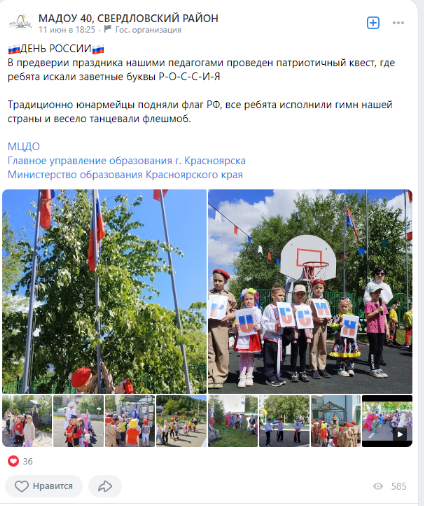 МАДОУ 40, СВЕРДЛОВСКИЙ РАЙОН
11 июн в 18:25 · Гос. организация
🇷🇺ДЕНЬ РОССИИ🇷🇺
В предверии праздника нашими педагогами проведен патриотичный квест, где
ребята искали заветные буквы Р-О-С-С-И-Я
Традиционно юнармейцы подняли флаг РФ, все ребята исполнили гимн нашей
страны и весело танцевали флешмоб.
МЦДО
Главное управление образования г. Красноярска
Министерство образования Красноярского края
36
Нравится
585